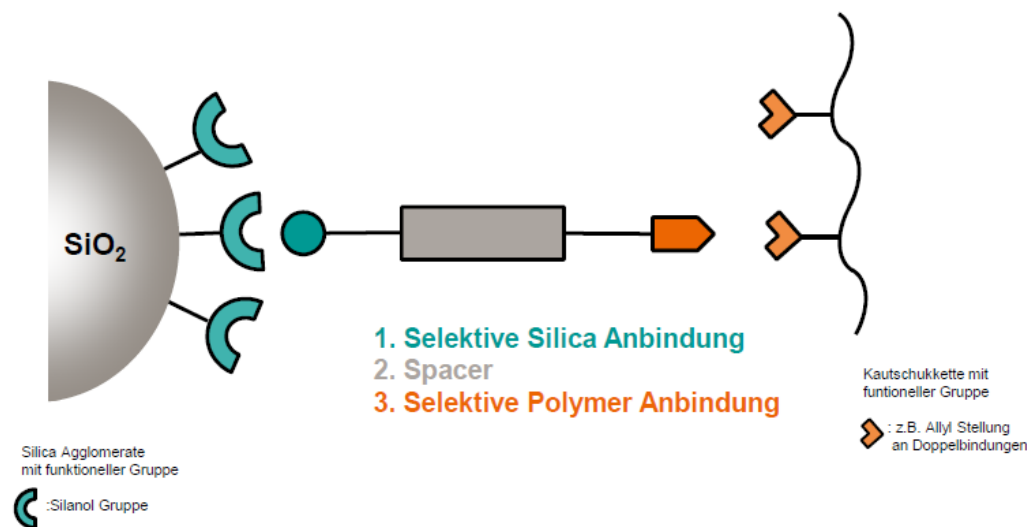 SiO2
1. Selektive Silica Anbindung
2. Spacer
3. Selektive Polymer Anbindung
Kautschukkette mit
funtioneller Gruppe
: z.B. Allyl Stellung
an Doppelbindungen
Silica Agglomerate
mit funktioneller Gruppe
:Silanol Gruppe